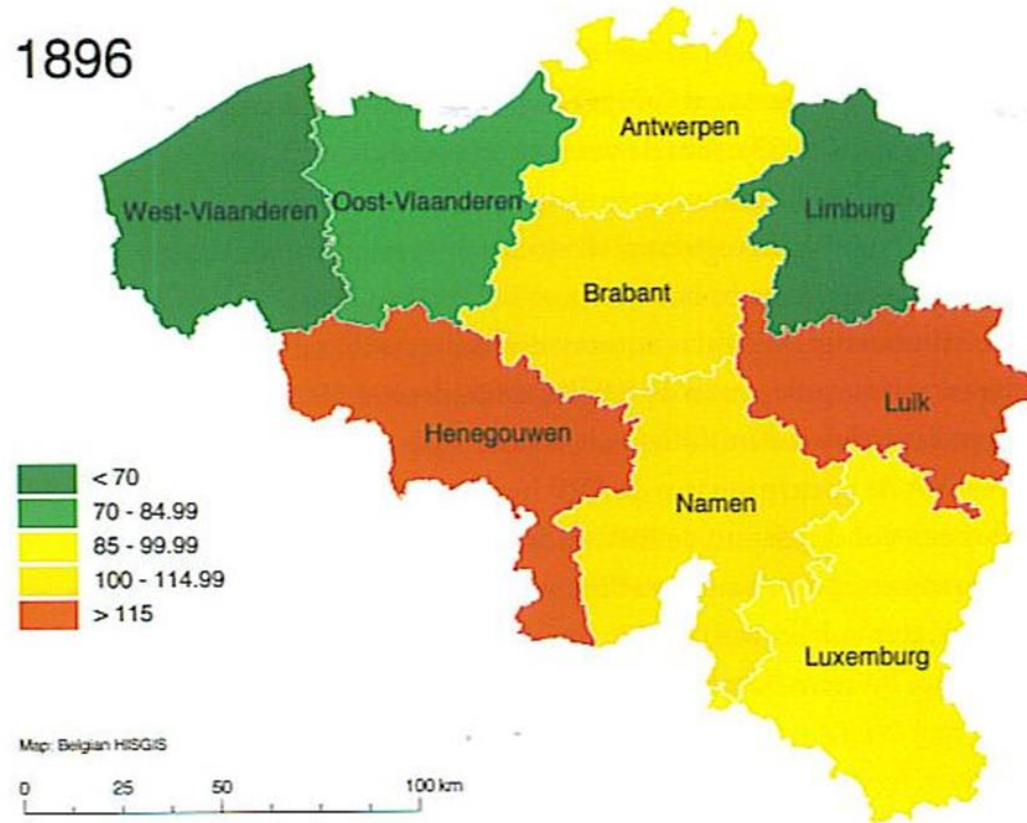 1896
Antwerpen
West-Vlaanderen
Oost-Vlaanderen
Limburg
Brabant
Luik
Henegouwen
Namen
Luxemburg
< 70
70 - 84.99
85 - 99.99
100 - 114.99
> 115
Map: Belgian HISGIS
0 25 50 100 km